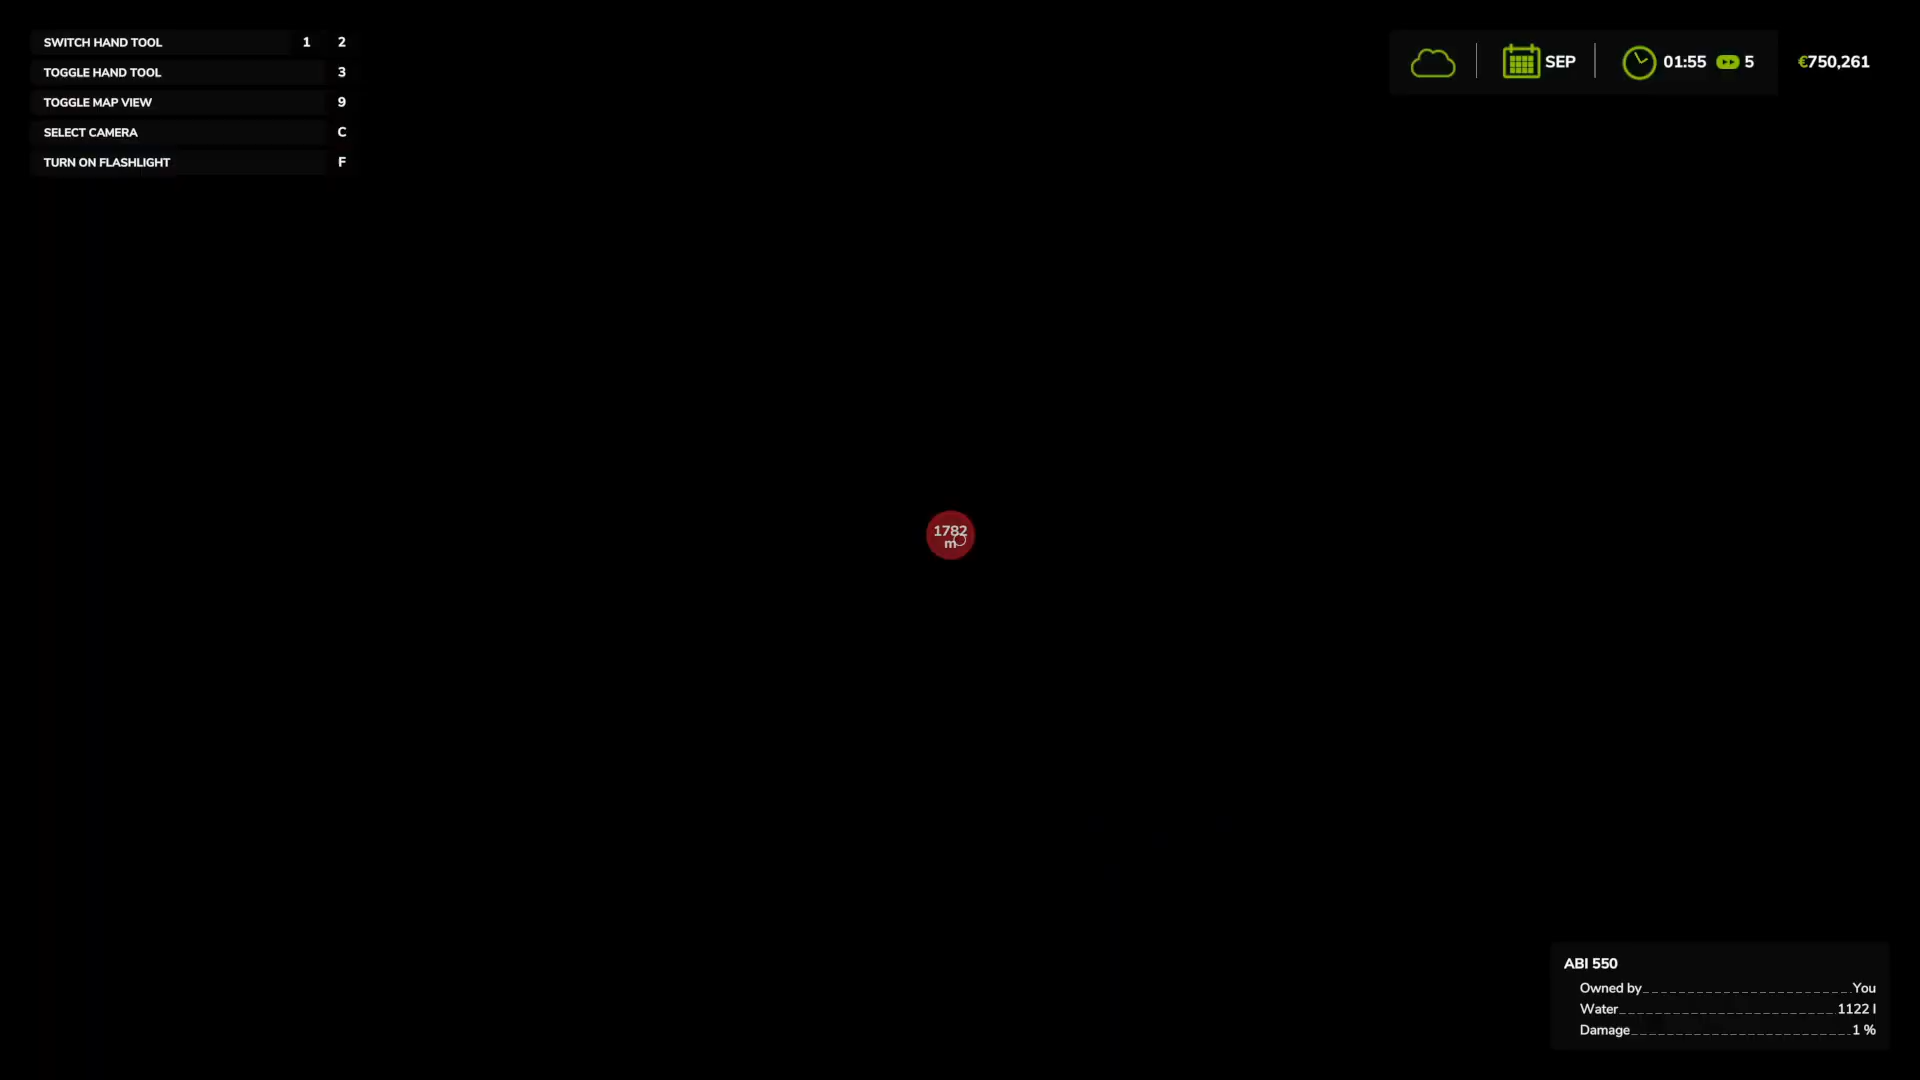 SWITCH HAND TOOL 1 2
TOGGLE HAND TOOL 3
TOGGLE MAP VIEW 9
SELECT CAMERA C
TURN ON FLASHLIGHT F
SEP 01:55 5 €750,261
1782
m
ABI 550
Owned by You
Water 1122 l
Damage 1 %